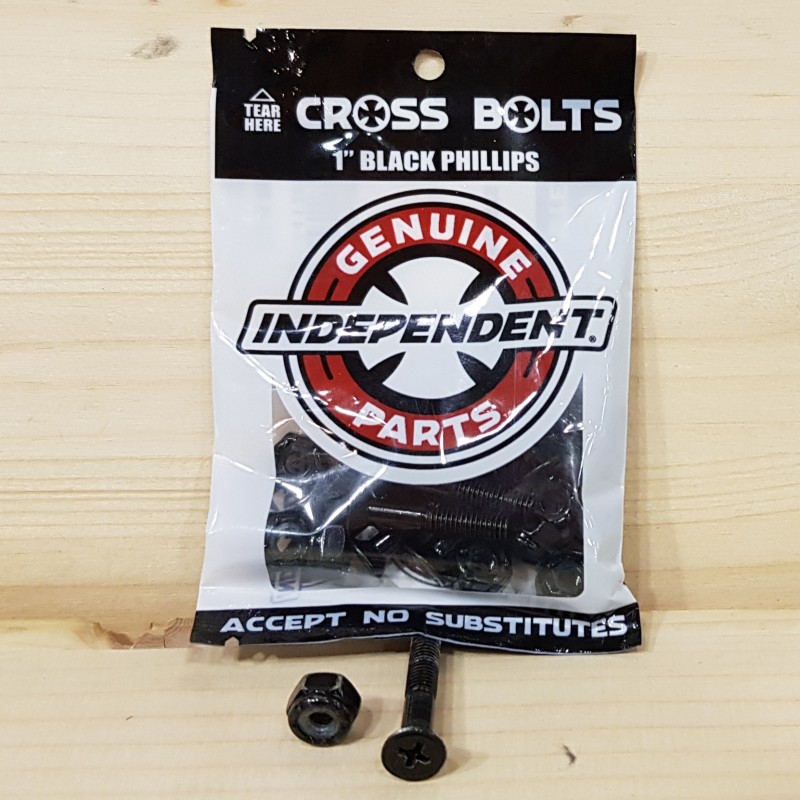 TEAR
HERE
CROSS BOLTS
1" BLACK PHILLIPS
GENUINE
INDEPENDENT®
PARTS
ACCEPT NO SUBSTITUTES